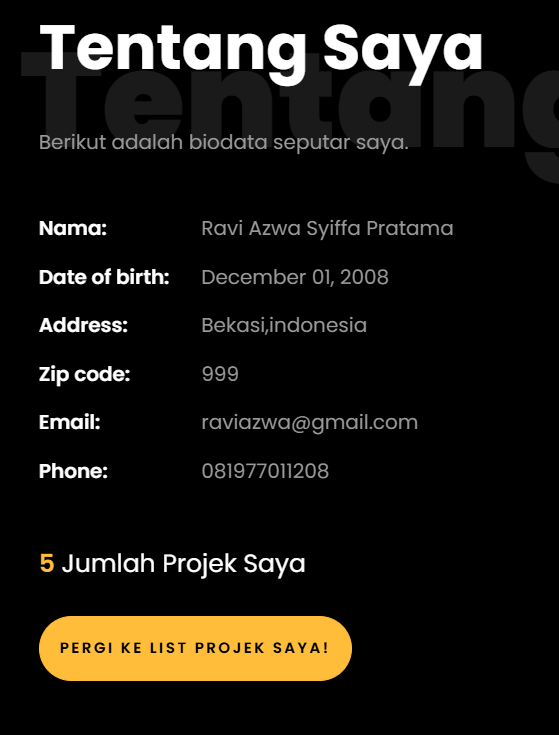 Tentang Saya
Tentang
Berikut adalah biodata seputar saya.
Nama: Ravi Azwa Syiffa Pratama
Date of birth: December 01, 2008
Address: Bekasi,indonesia
Zip code: 999
Email: raviazwa@gmail.com
Phone: 081977011208
5 Jumlah Projek Saya
PERGI KE LIST PROJEK SAYA!